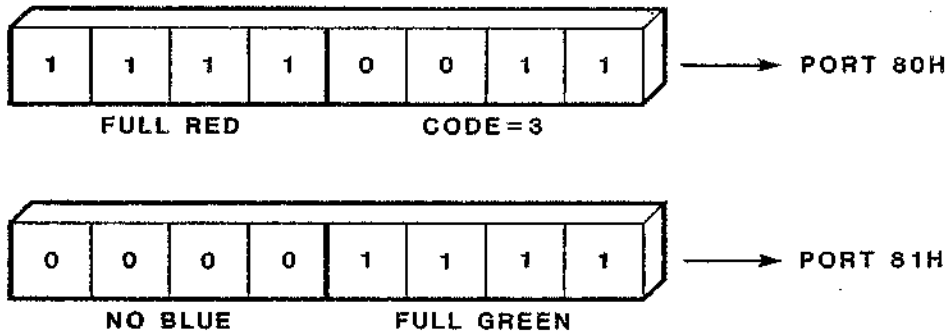 1 1 1 1 0 0 1 1 PORT 80H
FULL RED CODE=3
0 0 0 0 1 1 1 1 PORT 81H
NO BLUE FULL GREEN